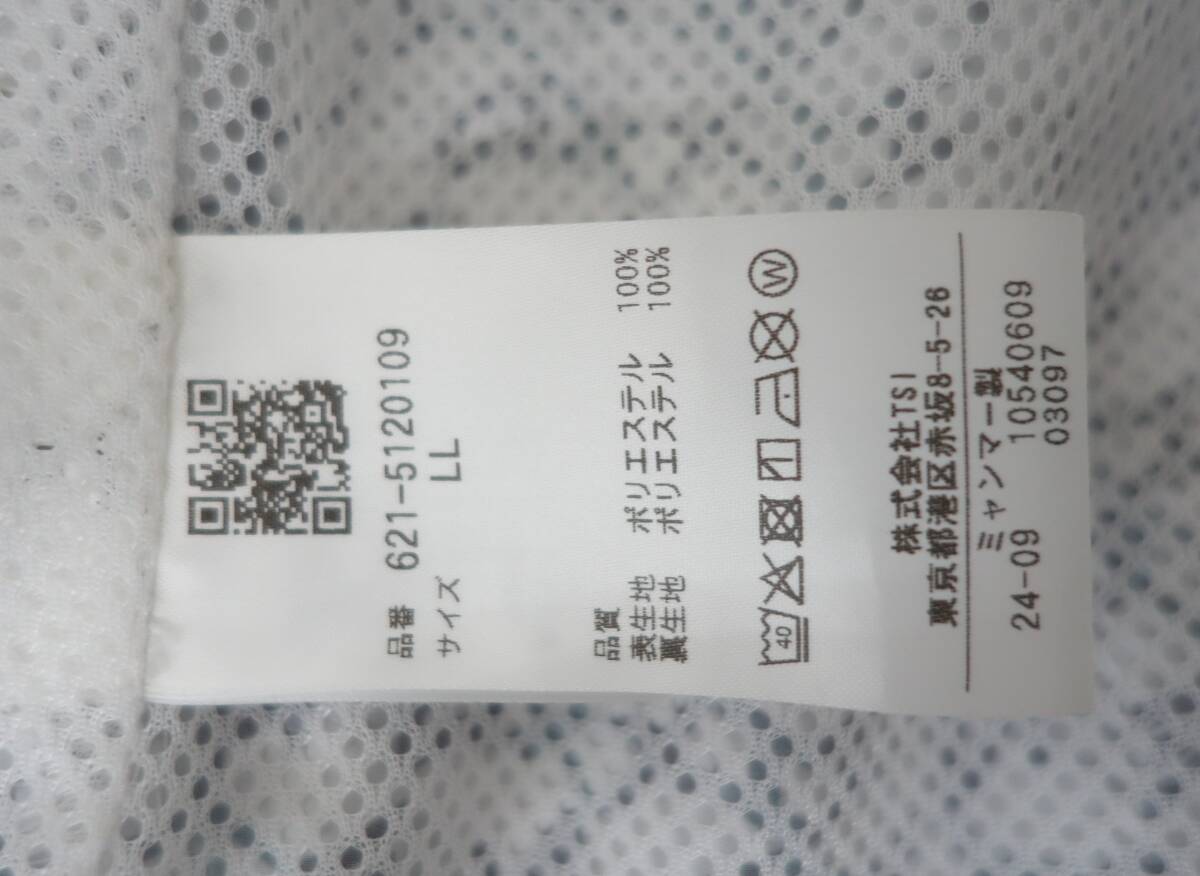 品番 621-5120109
サイズ LL
品質
表生地 ポリエステル 100%
裏生地 ポリエステル 100%
40 W
株式会社TSI
東京都港区赤坂8-5-26
ミャンマー製
24-09 10540609
03097